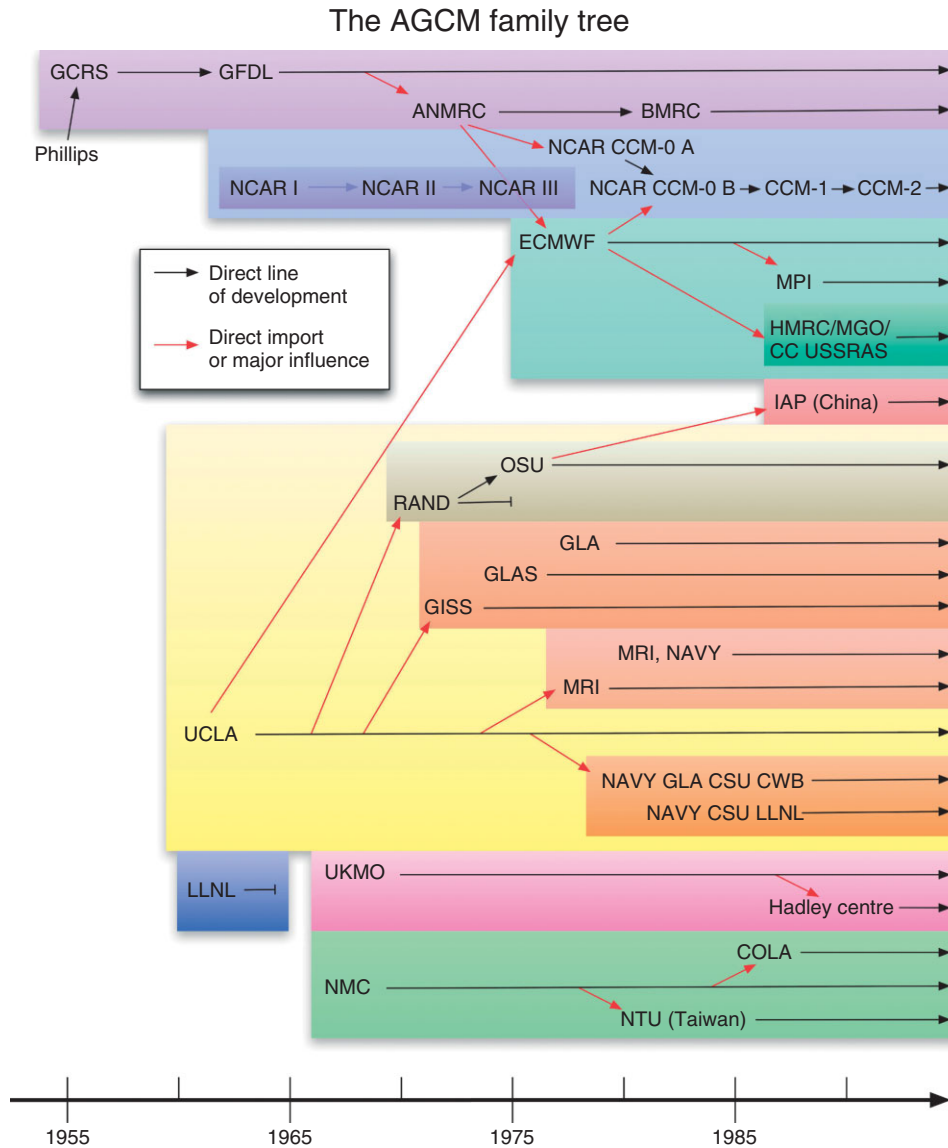 The AGCM family tree
GCRS
GFDL
ANMRC
BMRC
Phillips
NCAR CCM-0 A
NCAR I
NCAR II
NCAR III
NCAR CCM-0 B
CCM-1
CCM-2
ECMWF
Direct line
of development
Direct import
or major influence
MPI
HMRC/MGO/
CC USSRAS
IAP (China)
OSU
RAND
GLA
GLAS
GISS
MRI, NAVY
MRI
UCLA
NAVY GLA CSU CWB
NAVY CSU LLNL
LLNL
UKMO
Hadley centre
COLA
NMC
NTU (Taiwan)
1955
1965
1975
1985